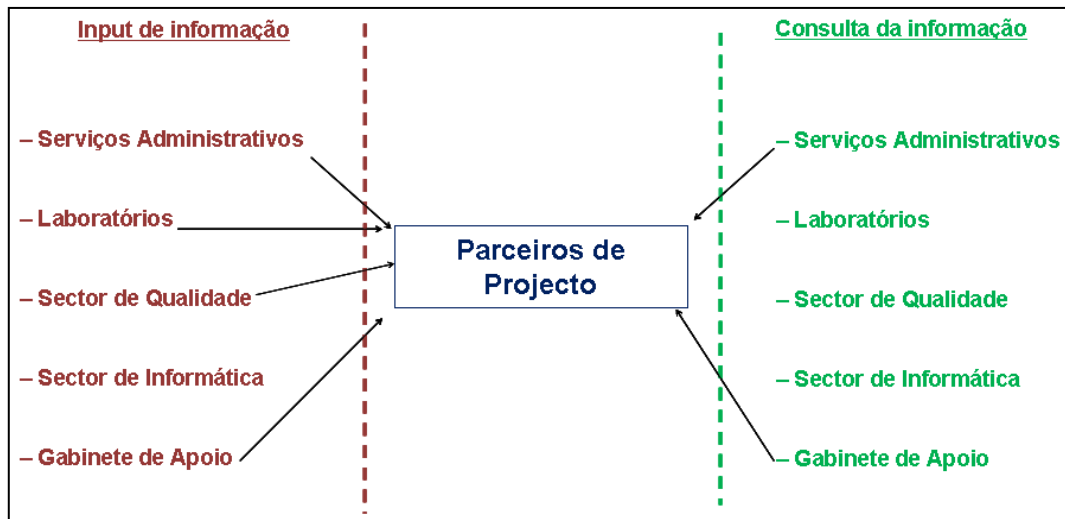 Input de informação
– Serviços Administrativos
– Laboratórios
– Sector de Qualidade
– Sector de Informática
– Gabinete de Apoio
Parceiros de
Projecto
Consulta da informação
– Serviços Administrativos
– Laboratórios
– Sector de Qualidade
– Sector de Informática
– Gabinete de Apoio